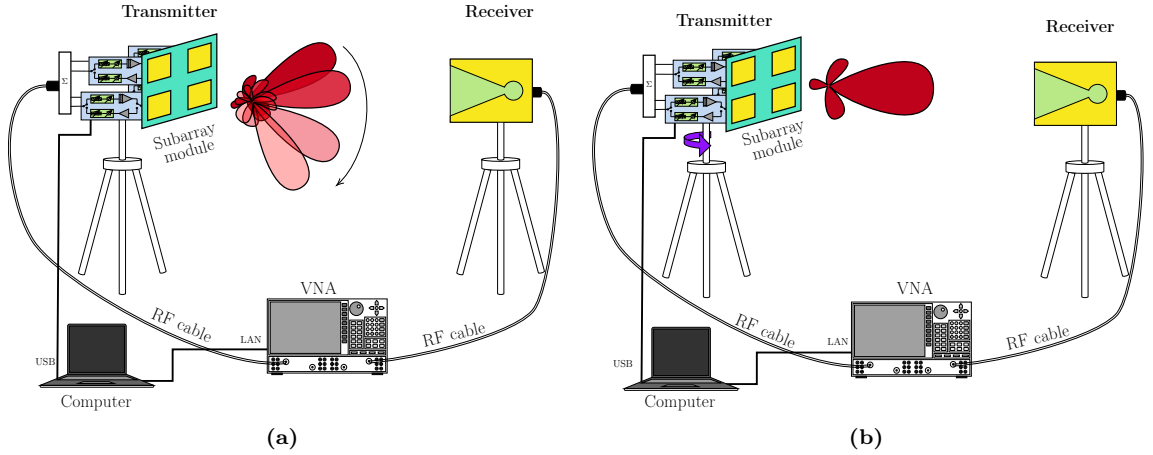 Transmitter
Receiver
Σ
Subarray
module
VNA
RF cable
RF cable
LAN
USB
Computer
(a)
Transmitter
Receiver
Σ
Subarray
module
VNA
RF cable
RF cable
LAN
USB
Computer
(b)